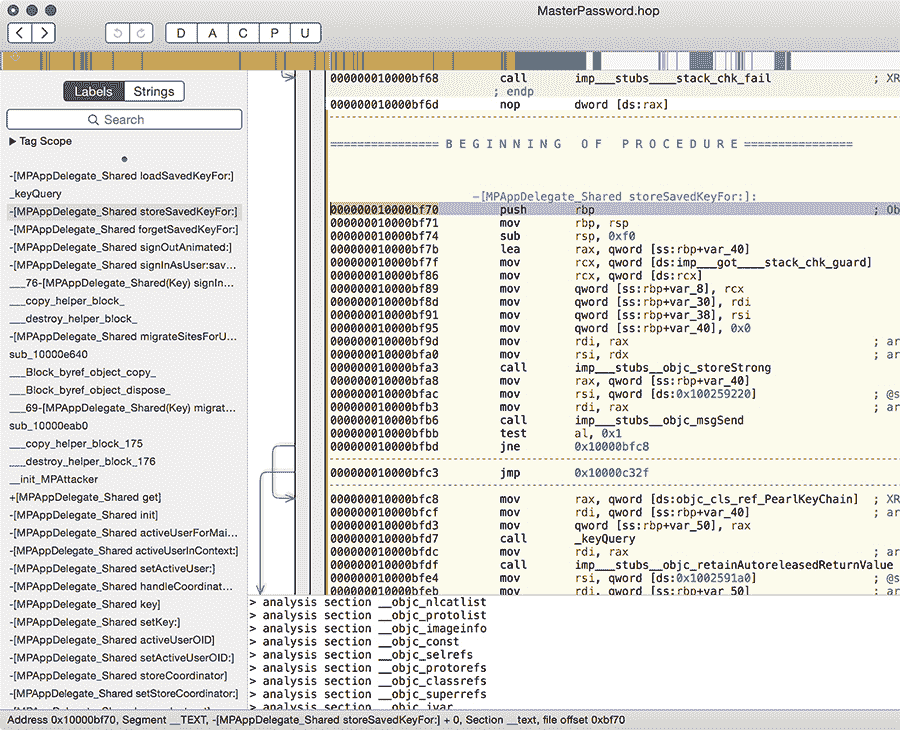 MasterPassword.hop
D A C P U
Labels Strings
Search
Tag Scope
-[MPAppDelegate_Shared loadSavedKeyFor:]
_keyQuery
-[MPAppDelegate_Shared storeSavedKeyFor:]
-[MPAppDelegate_Shared forgetSavedKeyFor:]
-[MPAppDelegate_Shared signOutAnimated:]
-[MPAppDelegate_Shared signInAsUser:sav...
___76-[MPAppDelegate_Shared(Key) signIn...
___copy_helper_block_
___destroy_helper_block_
-[MPAppDelegate_Shared migrateSitesForU...
sub_10000e640
___Block_byref_object_copy_
___Block_byref_object_dispose_
___69-[MPAppDelegate_Shared(Key) migrat...
sub_10000eab0
___copy_helper_block_175
___destroy_helper_block_176
__init_MPAttacker
+[MPAppDelegate_Shared get]
-[MPAppDelegate_Shared init]
-[MPAppDelegate_Shared activeUserForMai...
-[MPAppDelegate_Shared activeUserInContext:]
-[MPAppDelegate_Shared setActiveUser:]
-[MPAppDelegate_Shared handleCoordinat...
-[MPAppDelegate_Shared key]
-[MPAppDelegate_Shared setKey:]
-[MPAppDelegate_Shared activeUserOID]
-[MPAppDelegate_Shared setActiveUserOID:]
-[MPAppDelegate_Shared storeCoordinator]
-[MPAppDelegate_Shared setStoreCoordinator:]
000000010000bf68 call imp___stubs____stack_chk_fail ; XR
; endp
000000010000bf6d nop dword [ds:rax]
=============== B E G I N N I N G   O F   P R O C E D U R E ===============
-[MPAppDelegate_Shared storeSavedKeyFor:]:
000000010000bf70 push rbp ; Ob
000000010000bf71 mov rbp, rsp
000000010000bf74 sub rsp, 0xf0
000000010000bf7b lea rax, qword [ss:rbp+var_40]
000000010000bf7f mov rcx, qword [ds:imp___got____stack_chk_guard]
000000010000bf86 mov rcx, qword [ds:rcx]
000000010000bf89 mov qword [ss:rbp+var_8], rcx
000000010000bf8d mov qword [ss:rbp+var_30], rdi
000000010000bf91 mov qword [ss:rbp+var_38], rsi
000000010000bf95 mov qword [ss:rbp+var_40], 0x0
000000010000bf9d mov rdi, rax ; ar
000000010000bfa0 mov rsi, rdx ; ar
000000010000bfa3 call imp___stubs__objc_storeStrong
000000010000bfa8 mov rax, qword [ss:rbp+var_40]
000000010000bfac mov rsi, qword [ds:0x100259220] ; @s
000000010000bfb3 mov rdi, rax ; ar
000000010000bfb6 call imp___stubs__objc_msgSend
000000010000bfbb test al, 0x1
000000010000bfbd jne 0x10000bfc8
000000010000bfc3 jmp 0x10000c32f
000000010000bfc8 mov rax, qword [ds:objc_cls_ref_PearlKeyChain] ; XR
000000010000bfcf mov rdi, qword [ss:rbp+var_40] ; ar
000000010000bfd3 mov qword [ss:rbp+var_50], rax
000000010000bfd7 call _keyQuery
000000010000bfdc mov rdi, rax ; ar
000000010000bfdf call imp___stubs__objc_retainAutoreleasedReturnValue
000000010000bfe4 mov rsi, qword [ds:0x1002591a0] ; @s
000000010000bfeb mov rdi, qword [ss:rbp+var_50] ; ar
> analysis section __objc_nlcatlist
> analysis section __objc_protolist
> analysis section __objc_imageinfo
> analysis section __objc_const
> analysis section __objc_selrefs
> analysis section __objc_protorefs
> analysis section __objc_classrefs
> analysis section __objc_superrefs
> analysis section __objc_ivar
Address 0x10000bf70, Segment __TEXT, -[MPAppDelegate_Shared storeSavedKeyFor:] + 0, Section __text, file offset 0xbf70